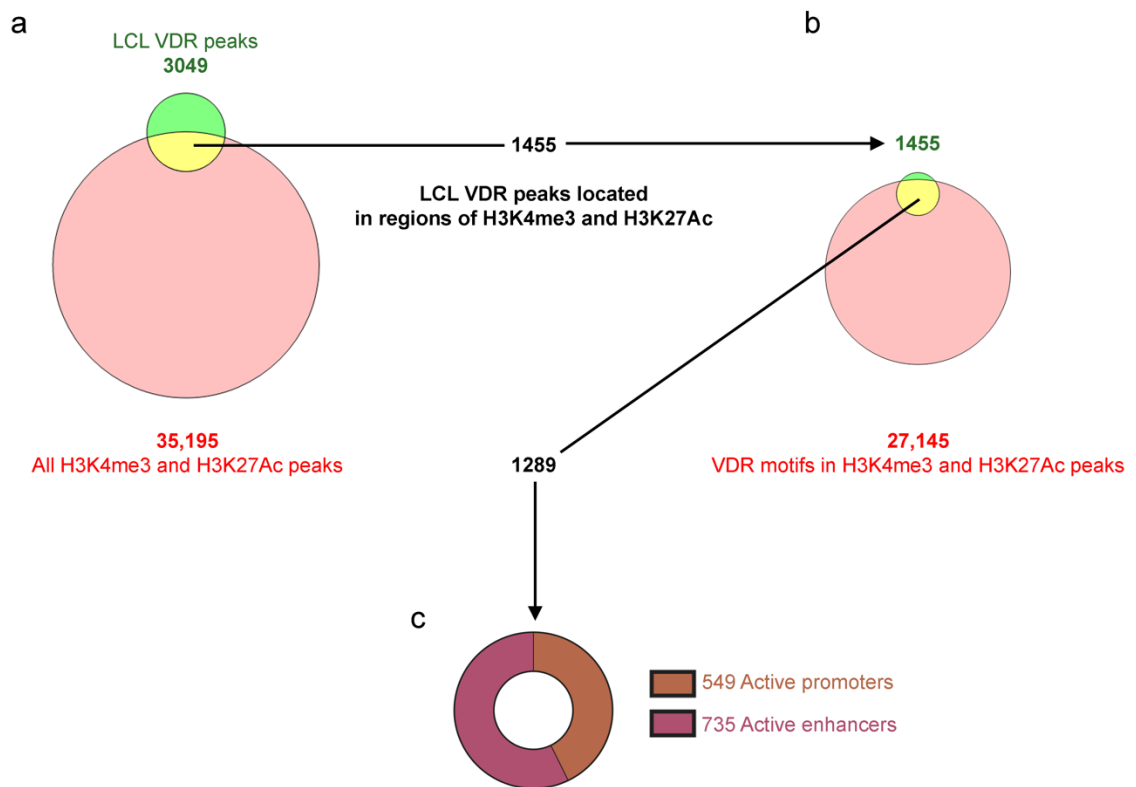 a
b
LCL VDR peaks
3049
1455
1455
LCL VDR peaks located
in regions of H3K4me3 and H3K27Ac
35,195
All H3K4me3 and H3K27Ac peaks
27,145
VDR motifs in H3K4me3 and H3K27Ac peaks
1289
c
549 Active promoters
735 Active enhancers